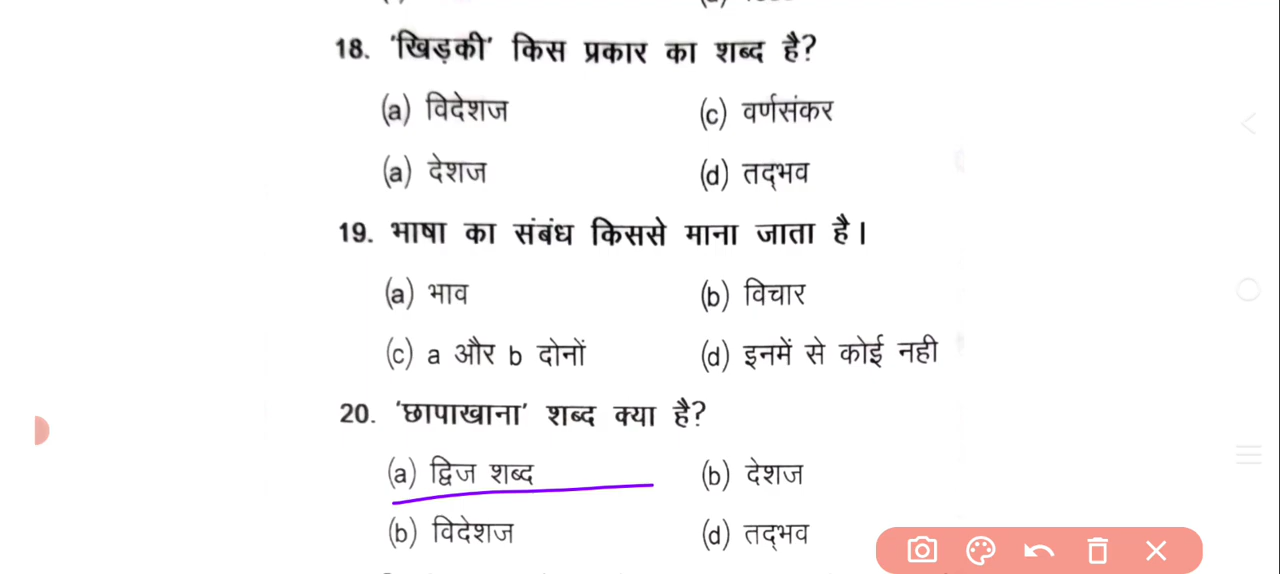 18. 'खिड़की' किस प्रकार का शब्द है?
(a) विदेशज (c) वर्णसंकर
(a) देशज (d) तद्भव
19. भाषा का संबंध किससे माना जाता है।
(a) भाव (b) विचार
(c) a और b दोनों (d) इनमें से कोई नही
20. 'छापाखाना' शब्द क्या है?
(a) द्विज शब्द (b) देशज
(b) विदेशज (d) तद्भव